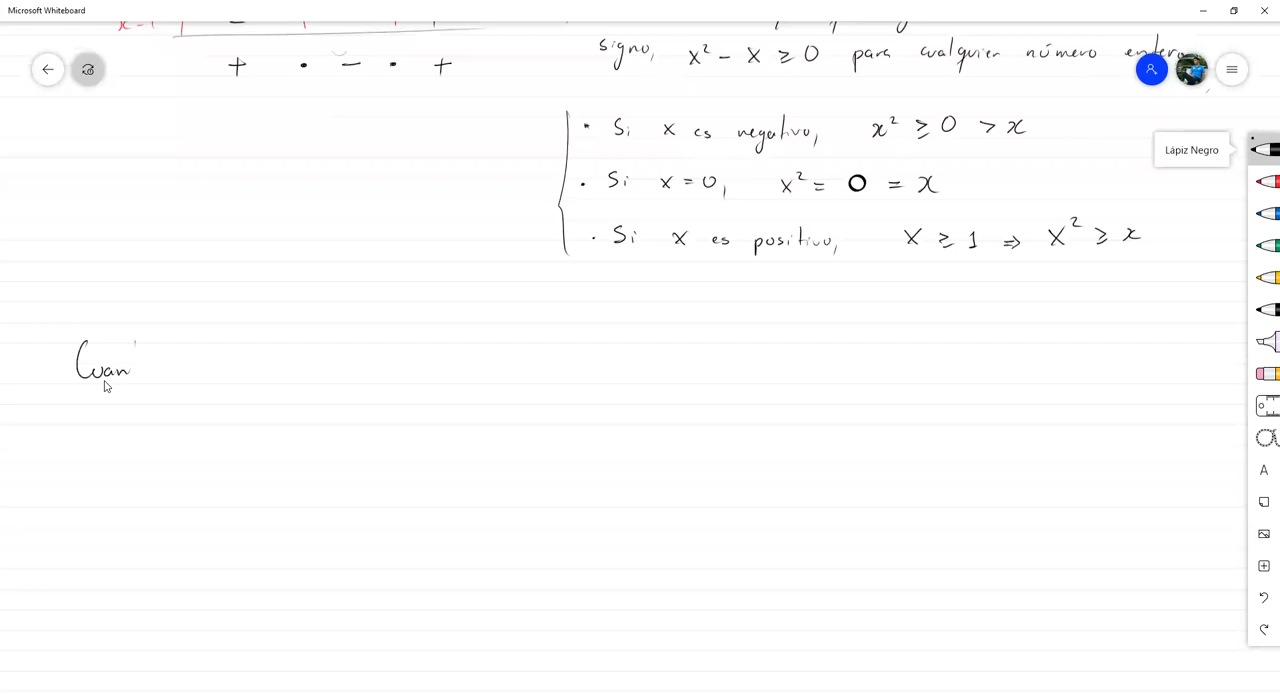 Microsoft Whiteboard
signo, x² - x ≥ 0 para cualquier número entero
+ · - · +
· Si x es negativo, x² ≥ 0 > x
Lápiz Negro
· Si x = 0, x² = 0 = x
· Si x es positivo, x ≥ 1 ⇒ x² ≥ x
Cuan